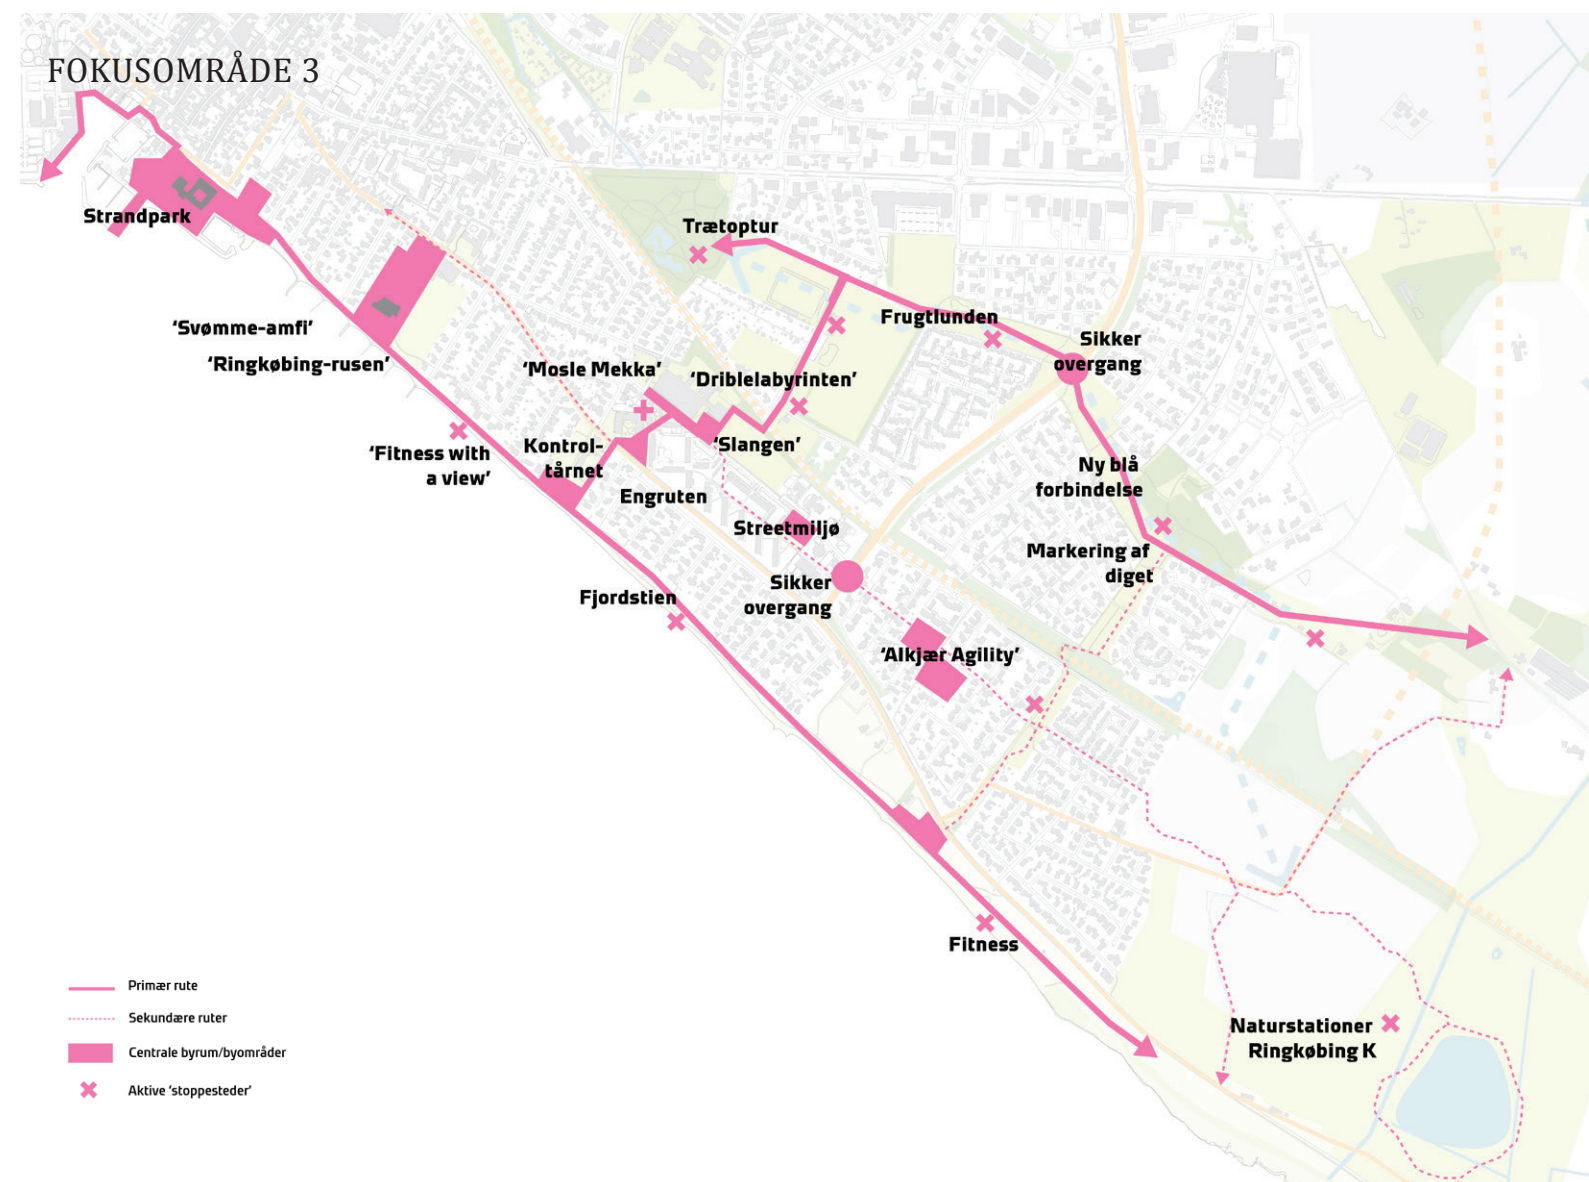 FOKUSOMRÅDE 3
Strandpark
Trætoptur
'Svømme-amfi'
'Ringkøbing-rusen'
Frugtlunden
Sikker
overgang
'Mosle Mekka'
'Driblelabyrinten'
'Fitness with
a view'
Kontrol-
tårnet
'Slangen'
Engruten
Ny blå
forbindelse
Streetmiljø
Markering af
diget
Sikker
overgang
Fjordstien
'Alkjær Agility'
Fitness
Naturstationer
Ringkøbing K
Primær rute
Sekundære ruter
Centrale byrum/byområder
Aktive 'stoppesteder'